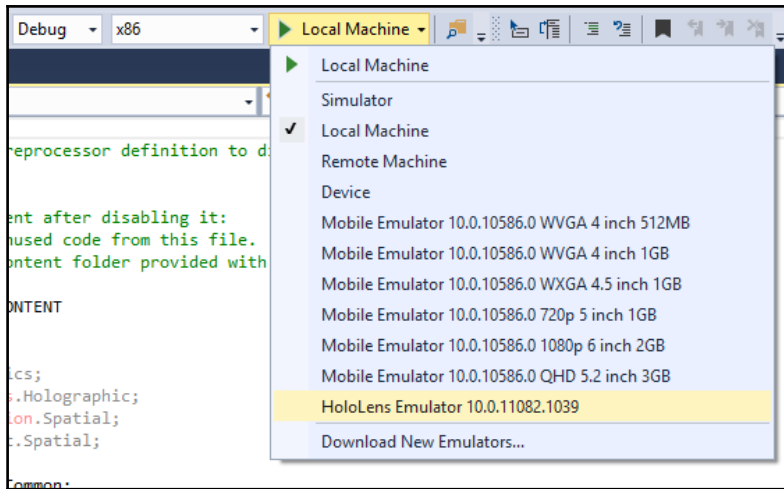 Debug x86 Local Machine
Local Machine
Simulator
Local Machine
Remote Machine
Device
Mobile Emulator 10.0.10586.0 WVGA 4 inch 512MB
Mobile Emulator 10.0.10586.0 WVGA 4 inch 1GB
Mobile Emulator 10.0.10586.0 WXGA 4.5 inch 1GB
Mobile Emulator 10.0.10586.0 720p 5 inch 1GB
Mobile Emulator 10.0.10586.0 1080p 6 inch 2GB
Mobile Emulator 10.0.10586.0 QHD 5.2 inch 3GB
HoloLens Emulator 10.0.11082.1039
Download New Emulators...
reprocessor definition to di
ent after disabling it:
nused code from this file.
ontent folder provided with
ONTENT
ics;
s.Holographic;
ion.Spatial;
t.Spatial;
Common;